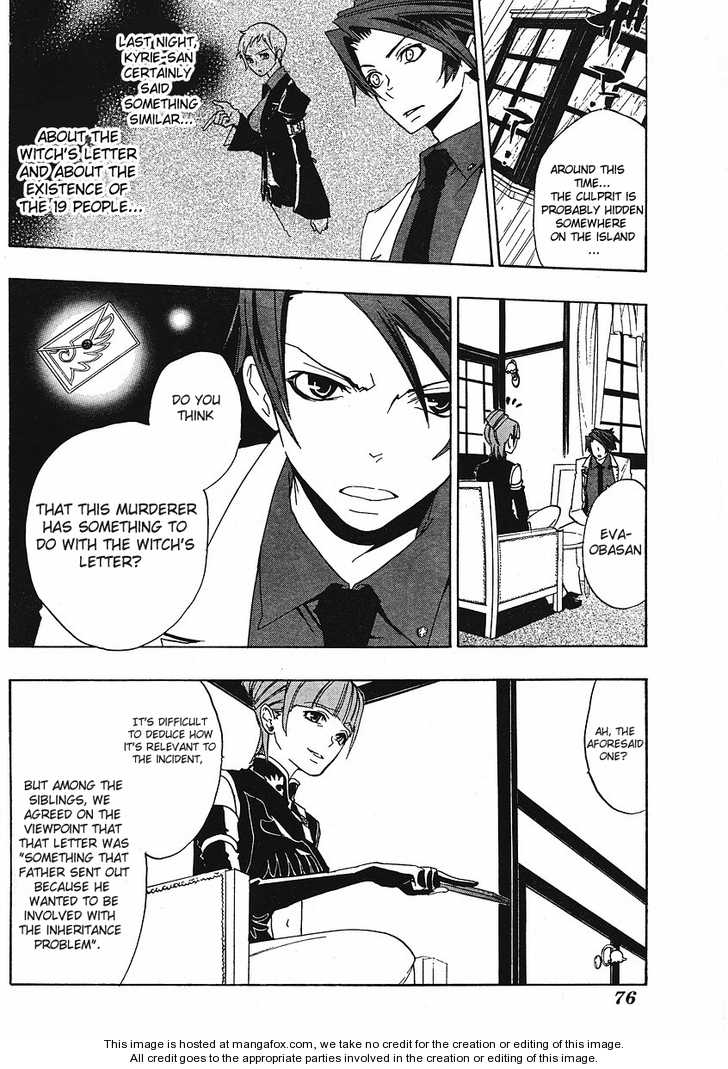 AROUND THIS
TIME...
THE CULPRIT IS
PROBABLY HIDDEN
SOMEWHERE
ON THE ISLAND
...
LAST NIGHT,
KYRIE-SAN
CERTAINLY
SAID
SOMETHING
SIMILAR...
ABOUT THE
WITCH'S LETTER
AND ABOUT THE
EXISTENCE OF
THE 19 PEOPLE...
EVA-
OBASAN
DO YOU
THINK
THAT THIS MURDERER
HAS SOMETHING TO
DO WITH THE WITCH'S
LETTER?
AH, THE
AFORESAID
ONE?
IT'S DIFFICULT
TO DEDUCE HOW
IT'S RELEVANT TO
THE INCIDENT,
BUT AMONG THE
SIBLINGS, WE
AGREED ON THE
VIEWPOINT THAT
THAT LETTER WAS
"SOMETHING THAT
FATHER SENT OUT
BECAUSE HE
WANTED TO BE
INVOLVED WITH THE
INHERITANCE
PROBLEM".
76
This image is hosted at mangafox.com, we take no credit for the creation or editing of this image.
All credit goes to the appropriate parties involved in the creation or editing of this image.